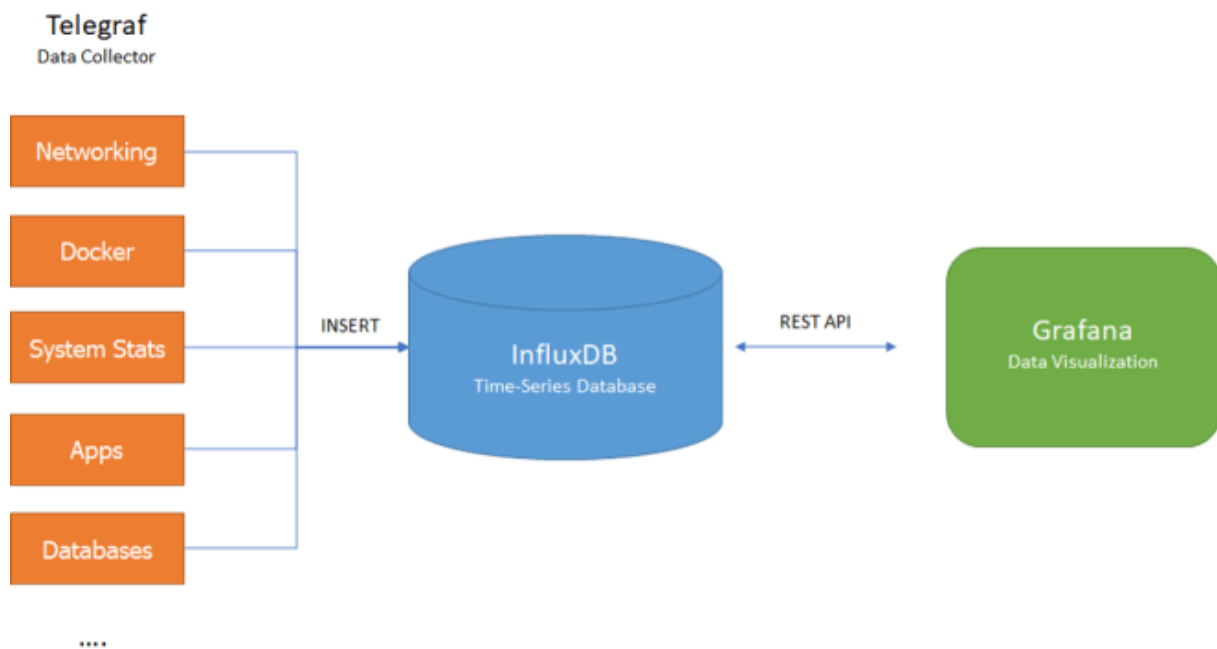 Telegraf
Data Collector
Networking
Docker
System Stats
Apps
Databases
....
INSERT
InfluxDB
Time-Series Database
REST API
Grafana
Data Visualization